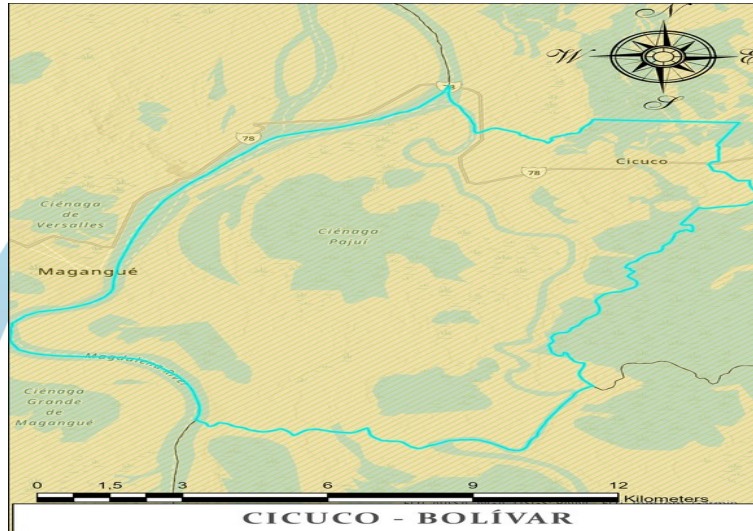 N
W
E
S
78
78
Cicuco
78
Ciénaga
de
Versalles
Ciénaga
Pajuí
Magangué
Magdalena River
Ciénaga
Grande
de
Magangué
0 1,5 3 6 9 12
Kilometers
CICUCO - BOLÍVAR